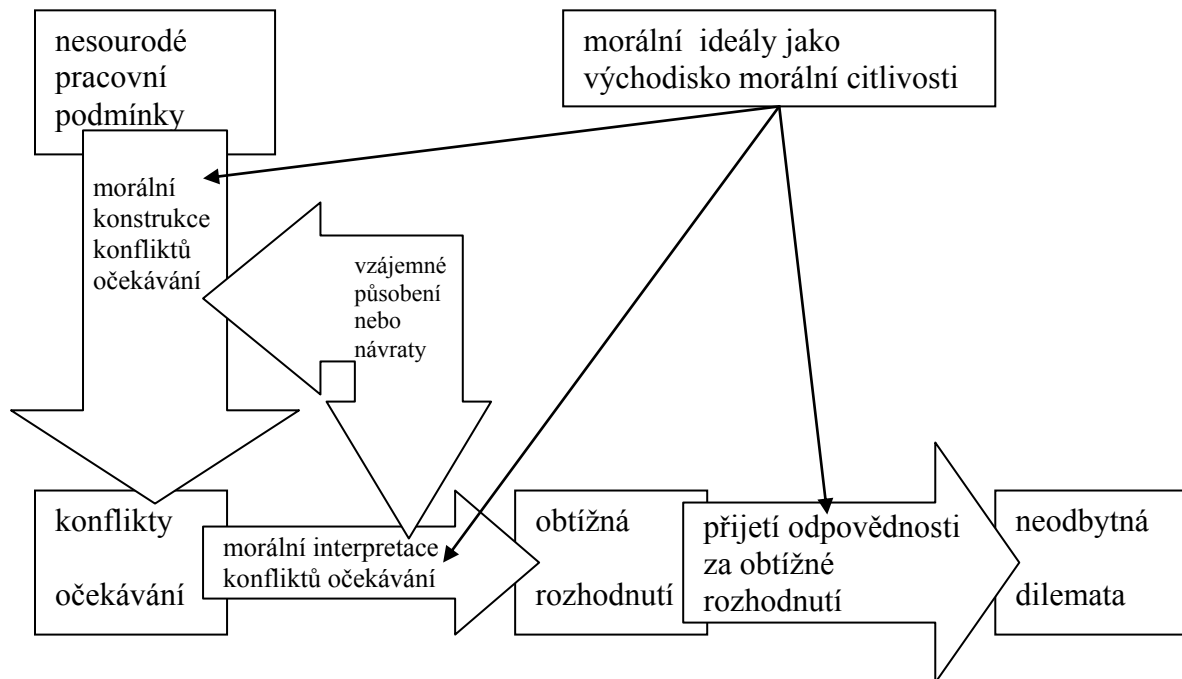 nesourodé
pracovní
podmínky
morální  ideály jako
východisko morální citlivosti
morální
konstrukce
konfliktů
očekávání
vzájemné
působení
nebo
návraty
konflikty
očekávání
morální interpretace
konfliktů očekávání
obtížná
rozhodnutí
přijetí odpovědnosti
za obtížné
rozhodnutí
neodbytná
dilemata